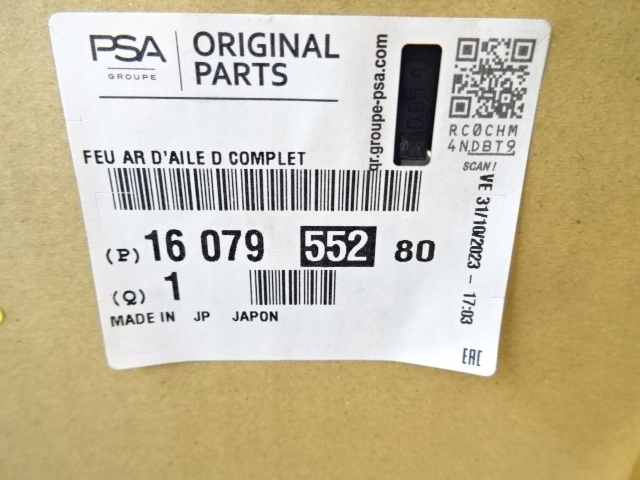 PSA
GROUPE
ORIGINAL
PARTS
qr.groupe-psa.com
NDBT9
RC0CHM
4NDBT9
SCAN!
FEU AR D'AILE D COMPLET
(P) 16 079 552 80
(Q) 1
MADE IN JP JAPON
VE 31/10/2023 - 17:03
EAC